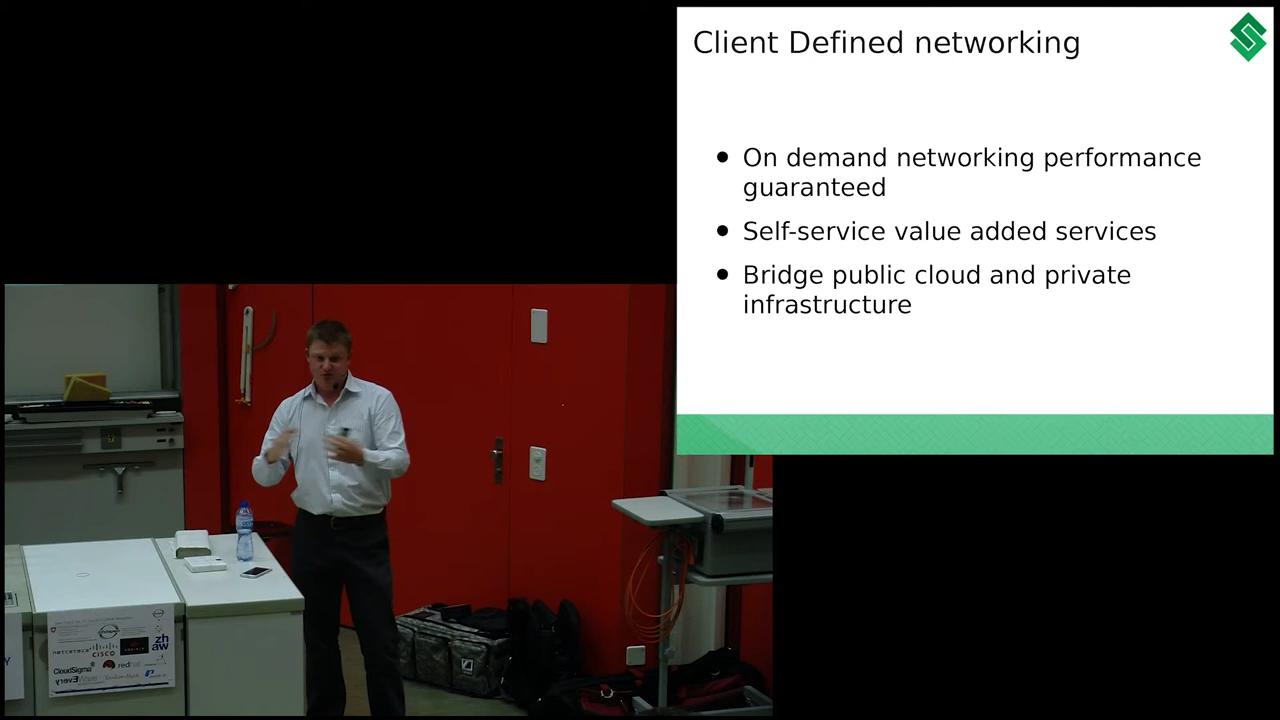 Client Defined networking
On demand networking performance
guaranteed
Self-service value added services
Bridge public cloud and private
infrastructure
netcetera
CISCO
zh
aw
CloudSigma
redhat